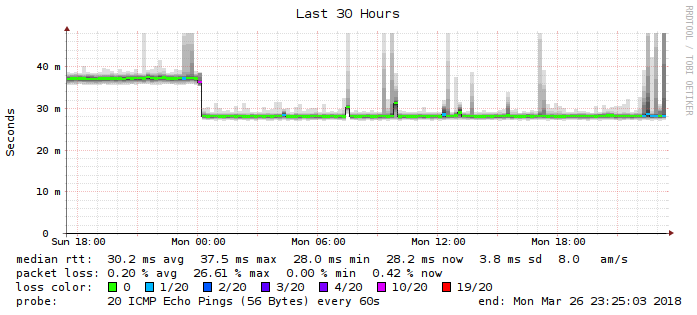 Last 30 Hours
RRDTOOL / TOBI OETIKER
Seconds
40 m
30 m
20 m
10 m
0
Sun 18:00 Mon 00:00 Mon 06:00 Mon 12:00 Mon 18:00
median rtt: 30.2 ms avg 37.5 ms max 28.0 ms min 28.2 ms now 3.8 ms sd 8.0 am/s
packet loss: 0.20 % avg 26.61 % max 0.00 % min 0.42 % now
loss color: 0 1/20 2/20 3/20 4/20 10/20 19/20
probe: 20 ICMP Echo Pings (56 Bytes) every 60s end: Mon Mar 26 23:25:03 2018